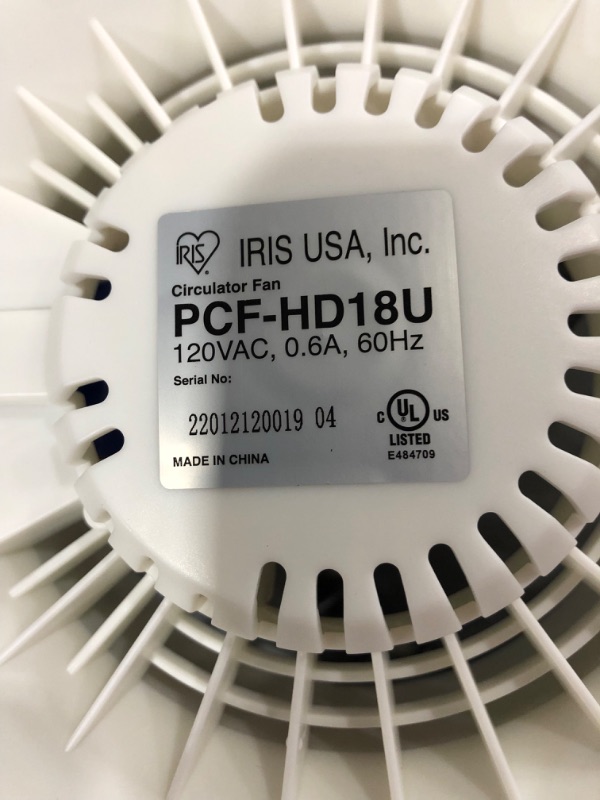 IRIS® IRIS USA, Inc.
Circulator Fan
PCF-HD18U
120VAC, 0.6A, 60Hz
Serial No:
22012120019 04
C UL US
LISTED
E484709
MADE IN CHINA